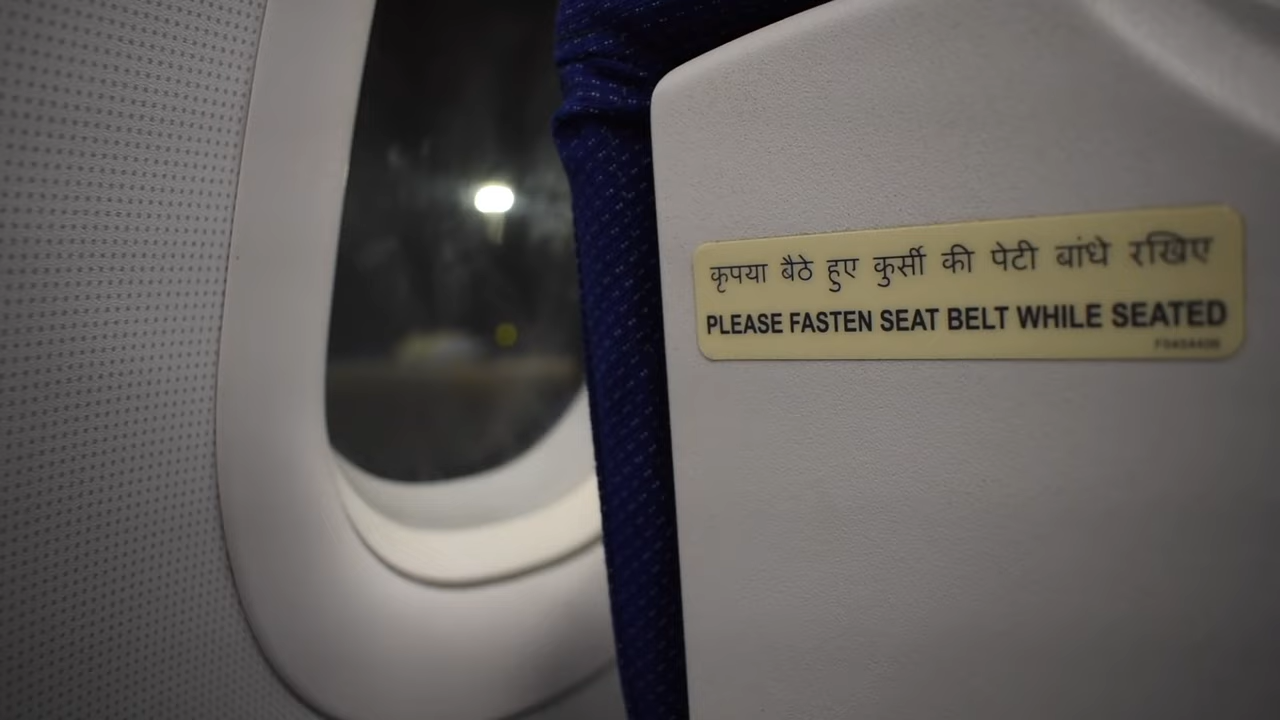 कृपया बैठे हुए कुर्सी की पेटी बांधे रखिए
PLEASE FASTEN SEAT BELT WHILE SEATED